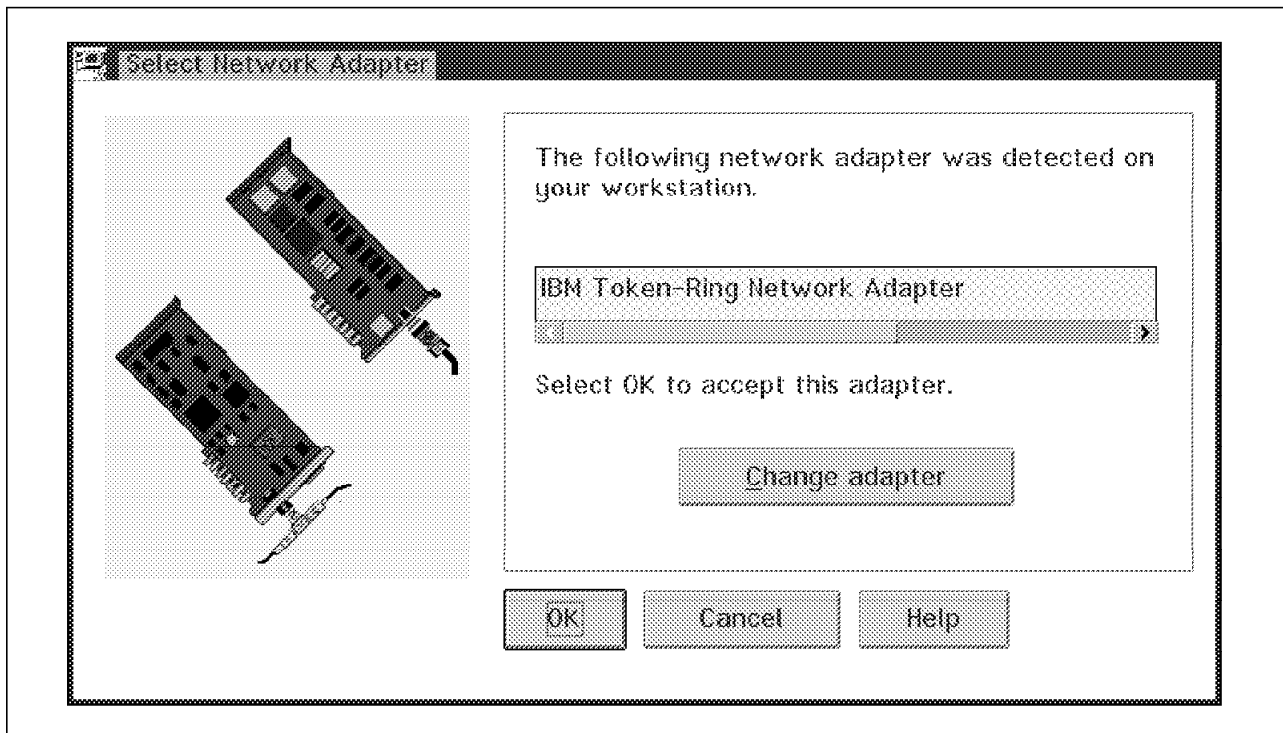 Select Network Adapter
The following network adapter was detected on
your workstation.
IBM Token-Ring Network Adapter
Select OK to accept this adapter.
Change adapter
OK
Cancel
Help